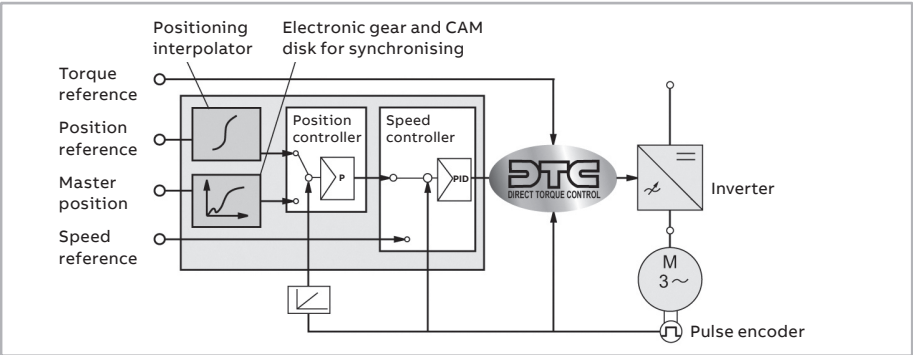 Positioning
interpolator
Electronic gear and CAM
disk for synchronising
Torque
reference
Position
reference
Master
position
Speed
reference
Position
controller
P
Speed
controller
PID
DTC
DIRECT TORQUE CONTROL
Inverter
M
3~
Pulse encoder